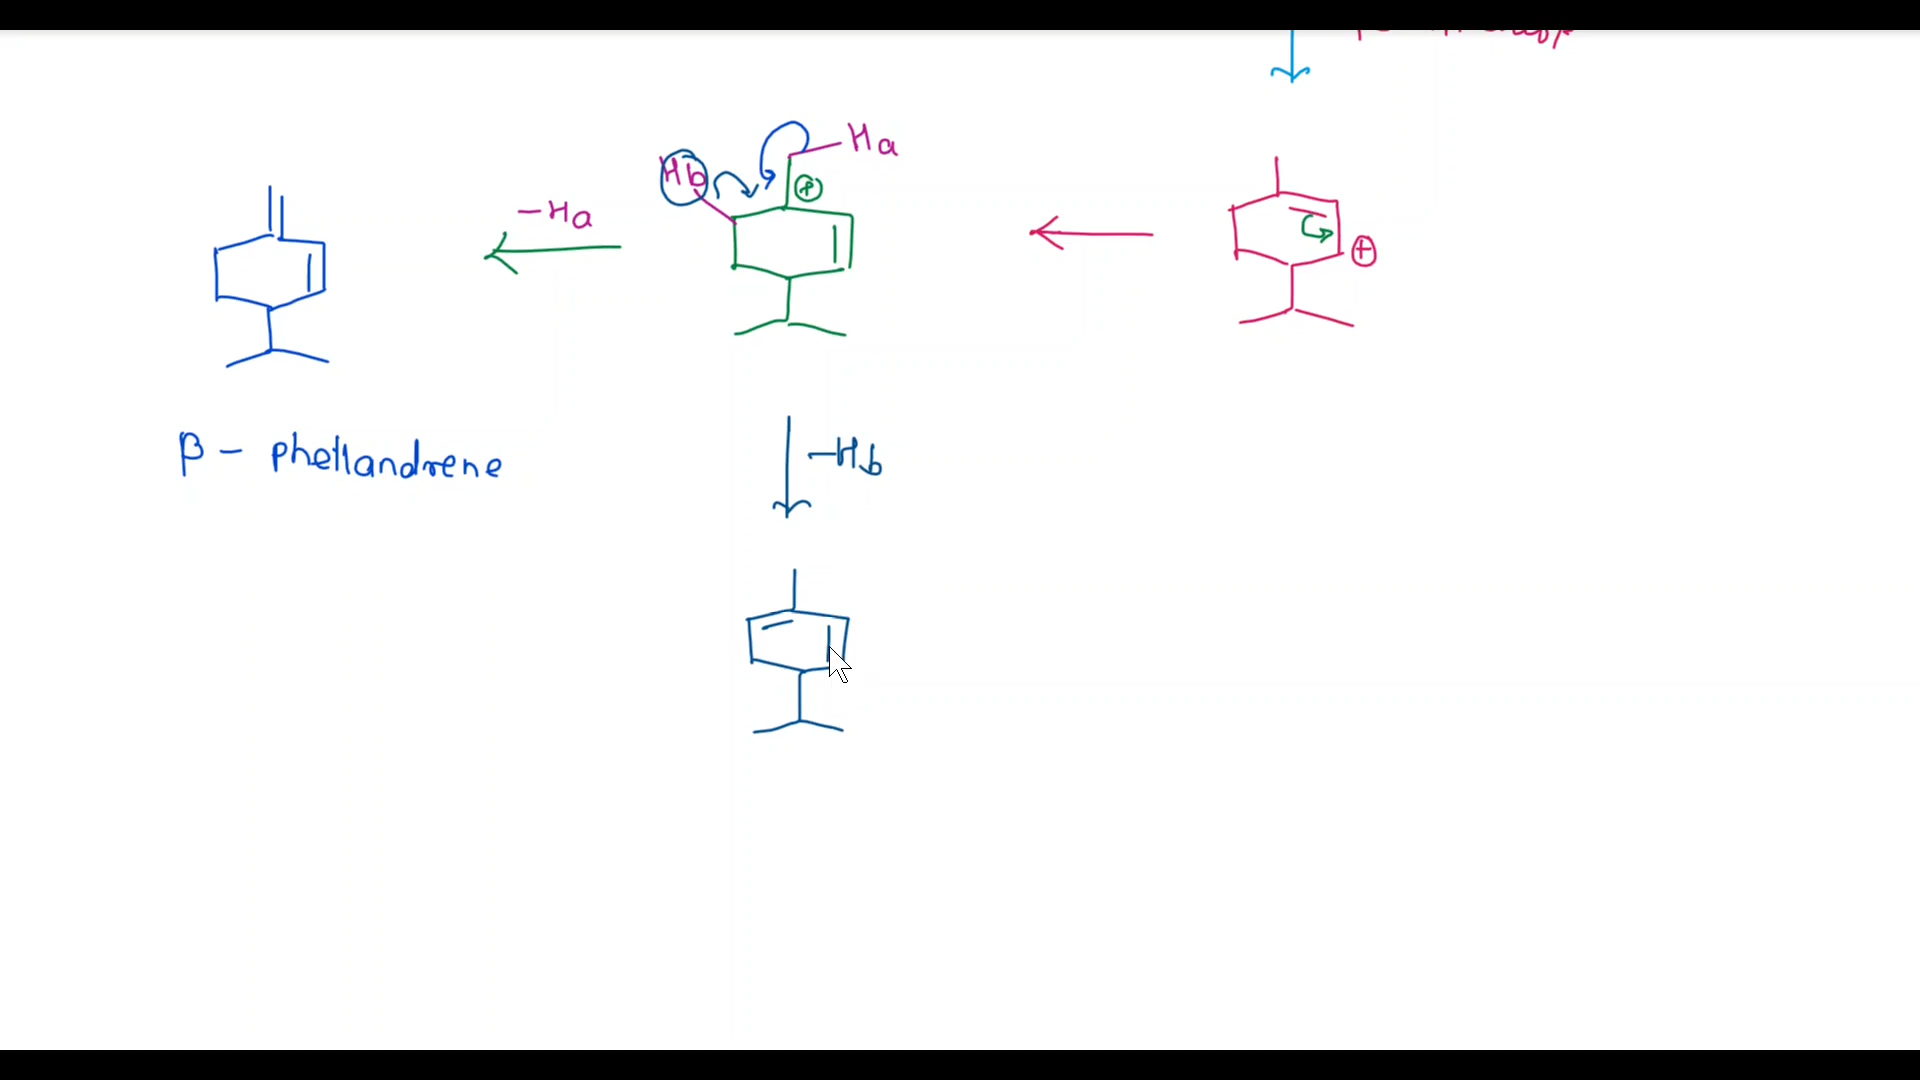 Ha
Hb
⊕
-Ha
⊕
β - phellandrene
-Hb